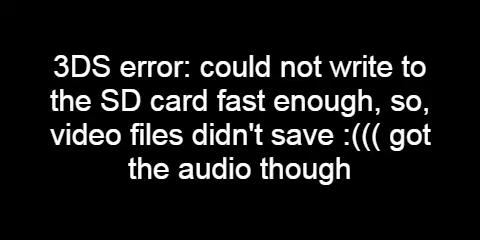 3DS error: could not write to
the SD card fast enough, so,
video files didn't save :((( got
the audio though